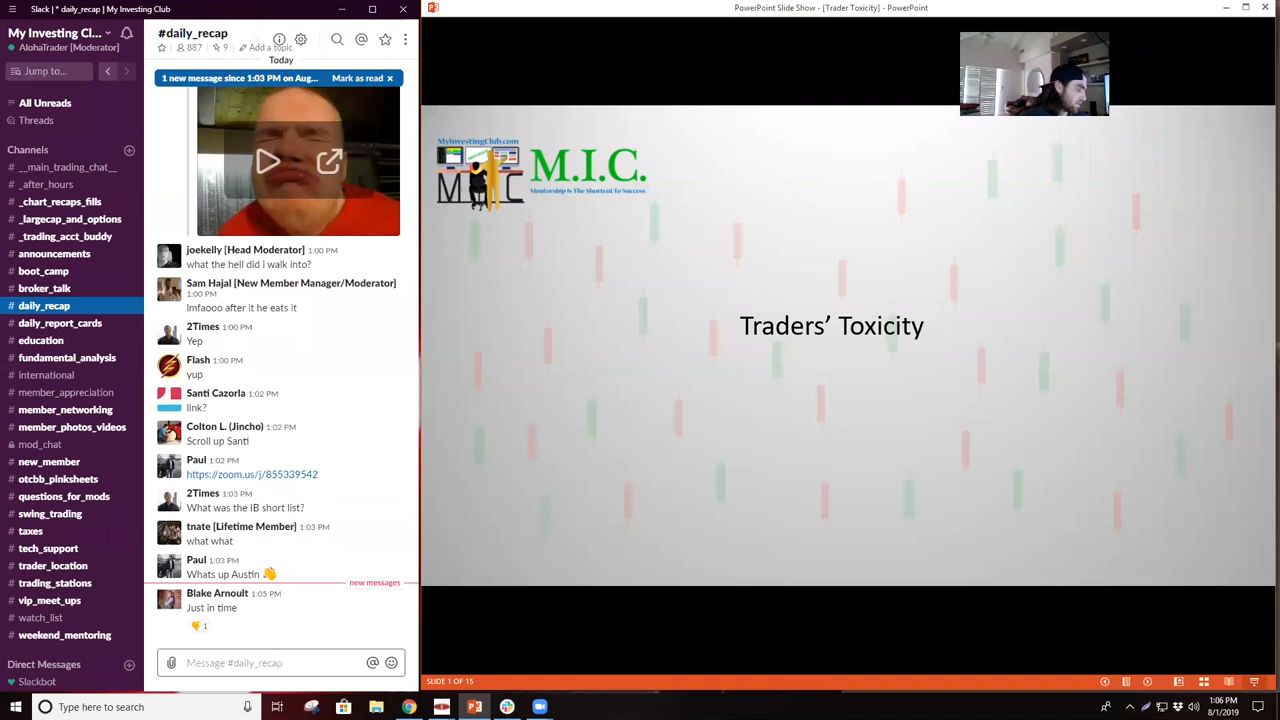 Slack | * daily_recap | My Investing Club
My Investing Cl...
AlohaTrader [Moderator]
Jump to...
All Unreads
Threads
Channels
# _after_hours
# _chart_recaps_fills
# _largecap_and_options
# _trading_acct_buddy
# announcements
# boot_camp
# broker_talk
# daily_recap
# daily_report_cards
# education
# fundamental_analysis
# international
# member_appreciation
# member_networking
# member_photos_videos
mod_chat
# new_member
# otcbb_pinksheets
# questions_for_mods
# swing_trading
# taxes
# tech_support
# trader_location
# trading_stations
# vip_meet_ups
# watch_list
Direct Messages
Slackbot
#daily_recap
887
9
Add a topic
Today
1 new message since 1:03 PM on Aug...
Mark as read
joekelly [Head Moderator] 1:00 PM
what the hell did i walk into?
Sam Hajal [New Member Manager/Moderator]
1:00 PM
lmfaooo after it he eats it
2Times 1:00 PM
Yep
Flash 1:00 PM
yup
Santi Cazorla 1:02 PM
link?
Colton L. (Jincho) 1:02 PM
Scroll up Santi
Paul 1:02 PM
https://zoom.us/j/855339542
2Times 1:03 PM
What was the IB short list?
tnate [Lifetime Member] 1:03 PM
what what
Paul 1:03 PM
Whats up Austin 👋
new messages
Blake Arnoult 1:05 PM
Just in time
1
Message #daily_recap
PowerPoint Slide Show - [Trader Toxicity] - PowerPoint
MyInvestingClub.com
MIC
M.I.C.
Mentorship Is The Shortcut To Success.
Traders’ Toxicity
SLIDE 1 OF 15
Type here to search
1:06 PM
8/1/2019